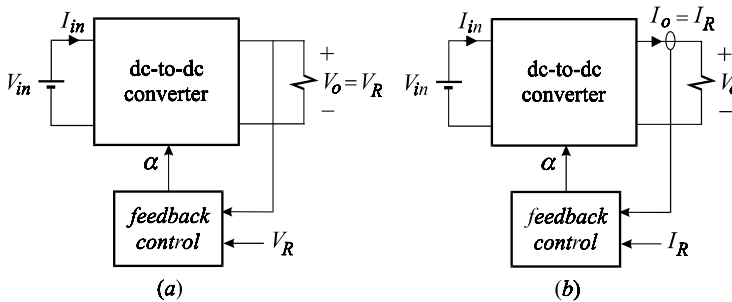 I_in
dc-to-dc
converter
V_in
+
V_o = V_R
−
α
feedback
control
V_R
(a)
I_in
I_o = I_R
dc-to-dc
converter
V_in
+
−
α
feedback
control
I_R
(b)